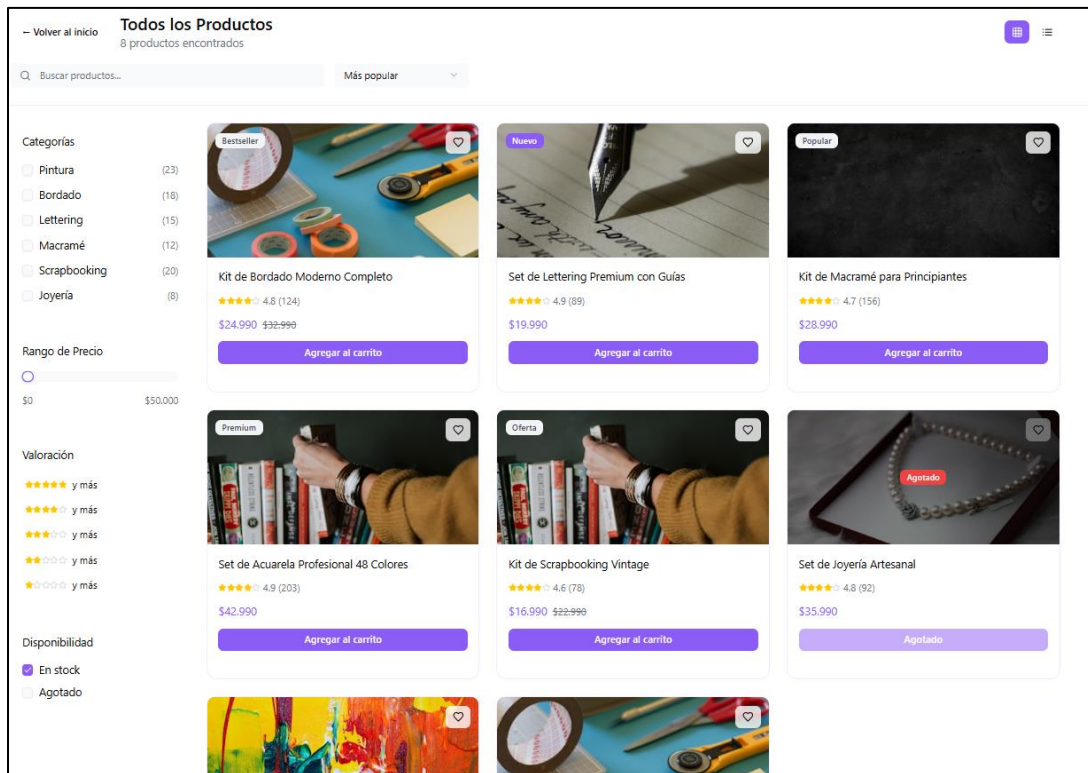 ← Volver al inicio
Todos los Productos
8 productos encontrados
Buscar productos...
Más popular
Categorías
Pintura (23)
Bordado (18)
Lettering (15)
Macramé (12)
Scrapbooking (20)
Joyería (8)
Rango de Precio
$0 $50.000
Valoración
y más
y más
y más
y más
y más
Disponibilidad
En stock
Agotado
Bestseller
Kit de Bordado Moderno Completo
4.8 (124)
$24.990 $32.990
Agregar al carrito
Nuevo
Set de Lettering Premium con Guías
4.9 (89)
$19.990
Agregar al carrito
Popular
Kit de Macramé para Principiantes
4.7 (156)
$28.990
Agregar al carrito
Premium
Set de Acuarela Profesional 48 Colores
4.9 (203)
$42.990
Agregar al carrito
Oferta
Kit de Scrapbooking Vintage
4.6 (78)
$16.990 $22.990
Agregar al carrito
Agotado
Set de Joyería Artesanal
4.8 (92)
$35.990
Agotado